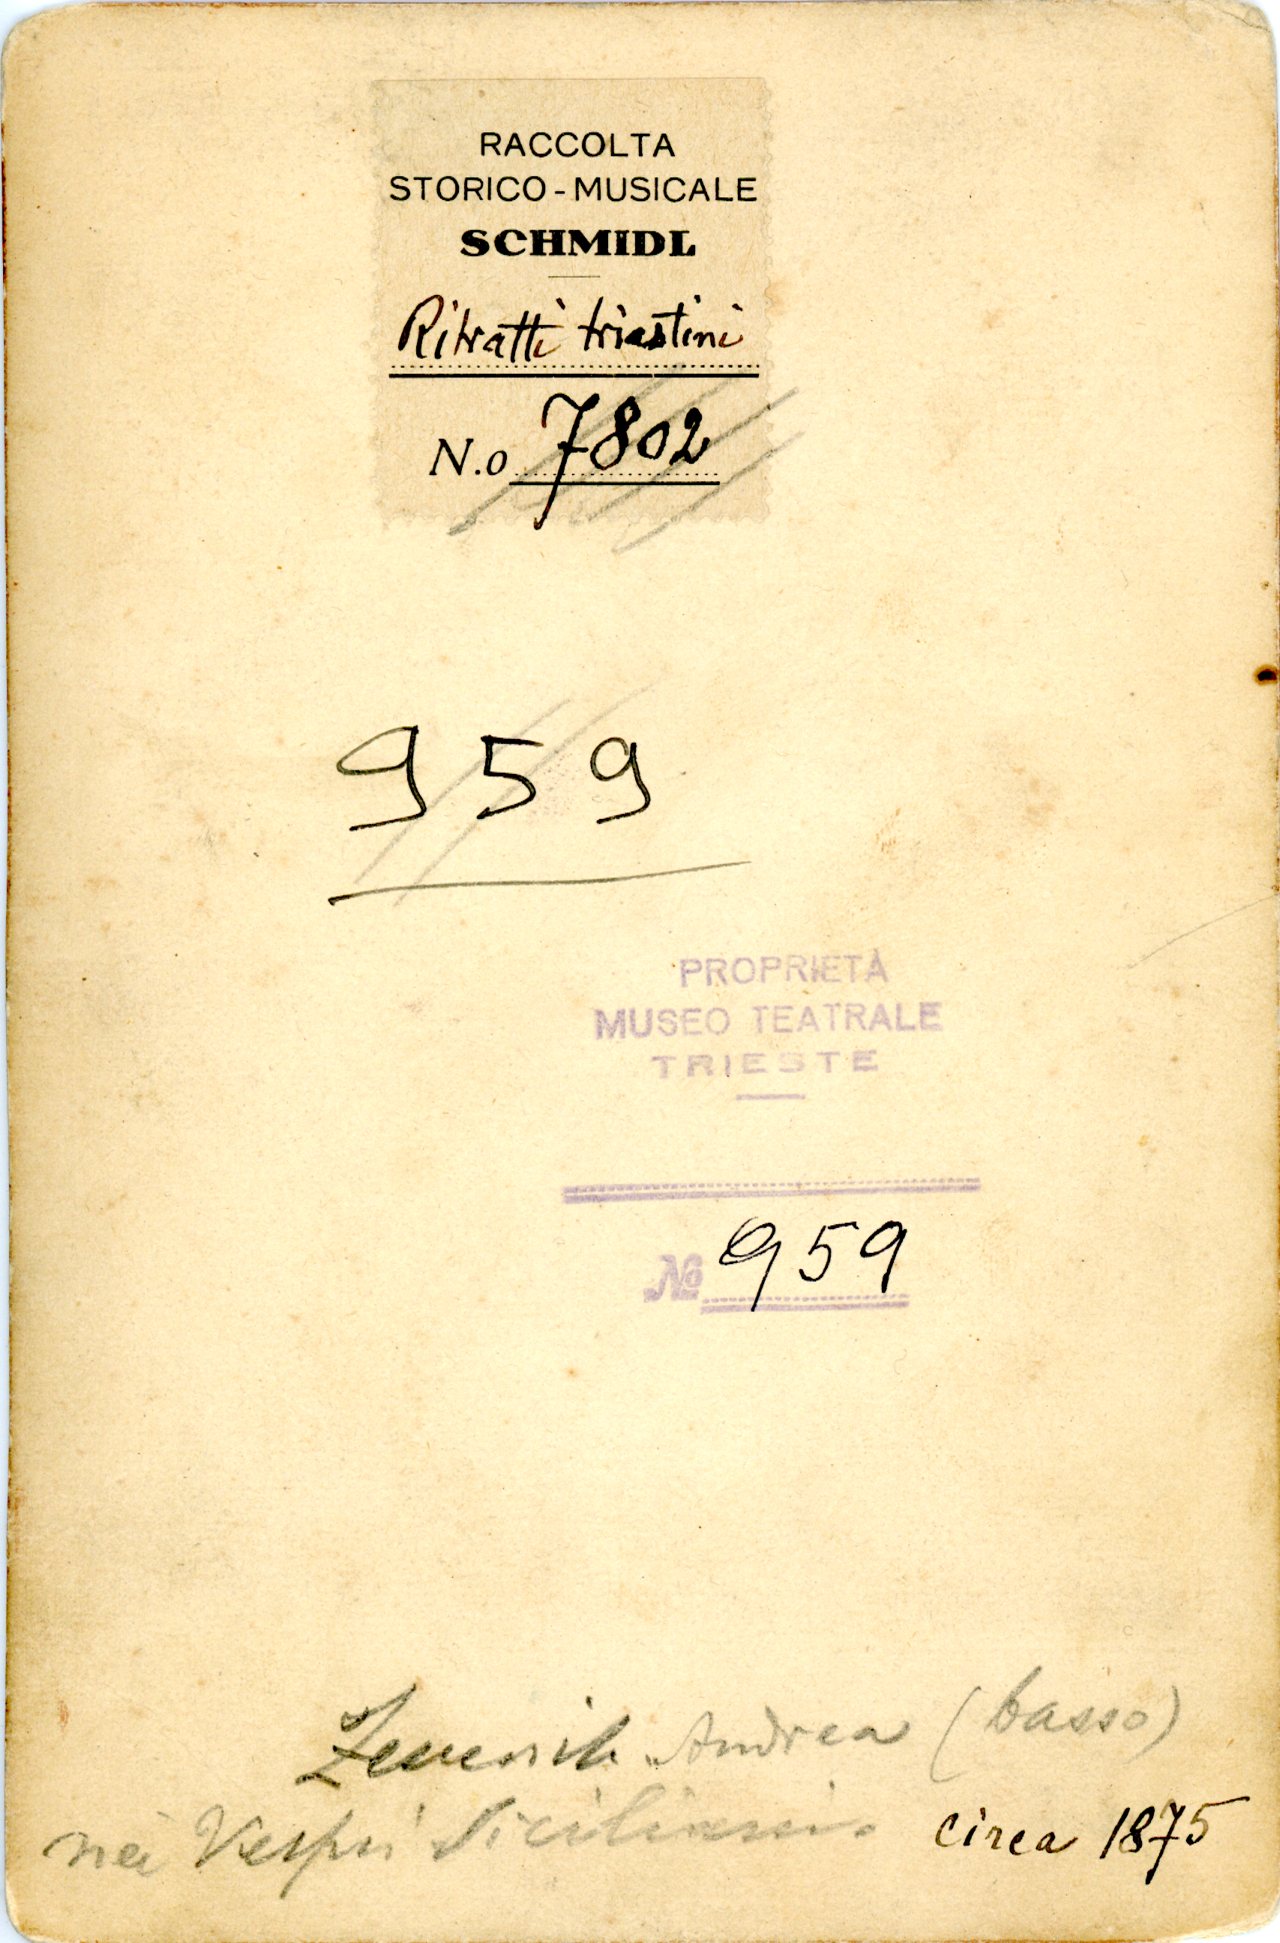 RACCOLTA
STORICO-MUSICALE
SCHMIDL
Ritratti triestini
N.o 7802
959
PROPRIETÀ
MUSEO TEATRALE
TRIESTE
No 959
Andrea (basso)
nei Vespri Siciliani.
circa 1875